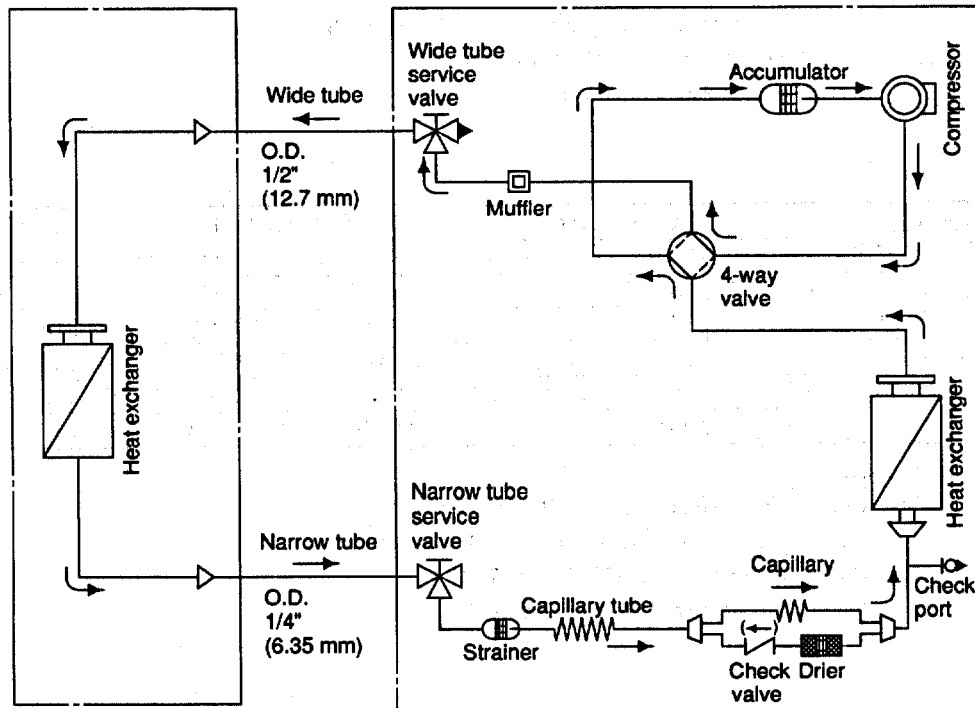 Wide tube
service
valve
Accumulator
Compressor
Wide tube
O.D.
1/2"
(12.7 mm)
Muffler
4-way
valve
Heat exchanger
Heat exchanger
Narrow tube
service
valve
Narrow tube
O.D.
1/4"
(6.35 mm)
Capillary
Check
port
Capillary tube
Strainer
Check Drier
valve